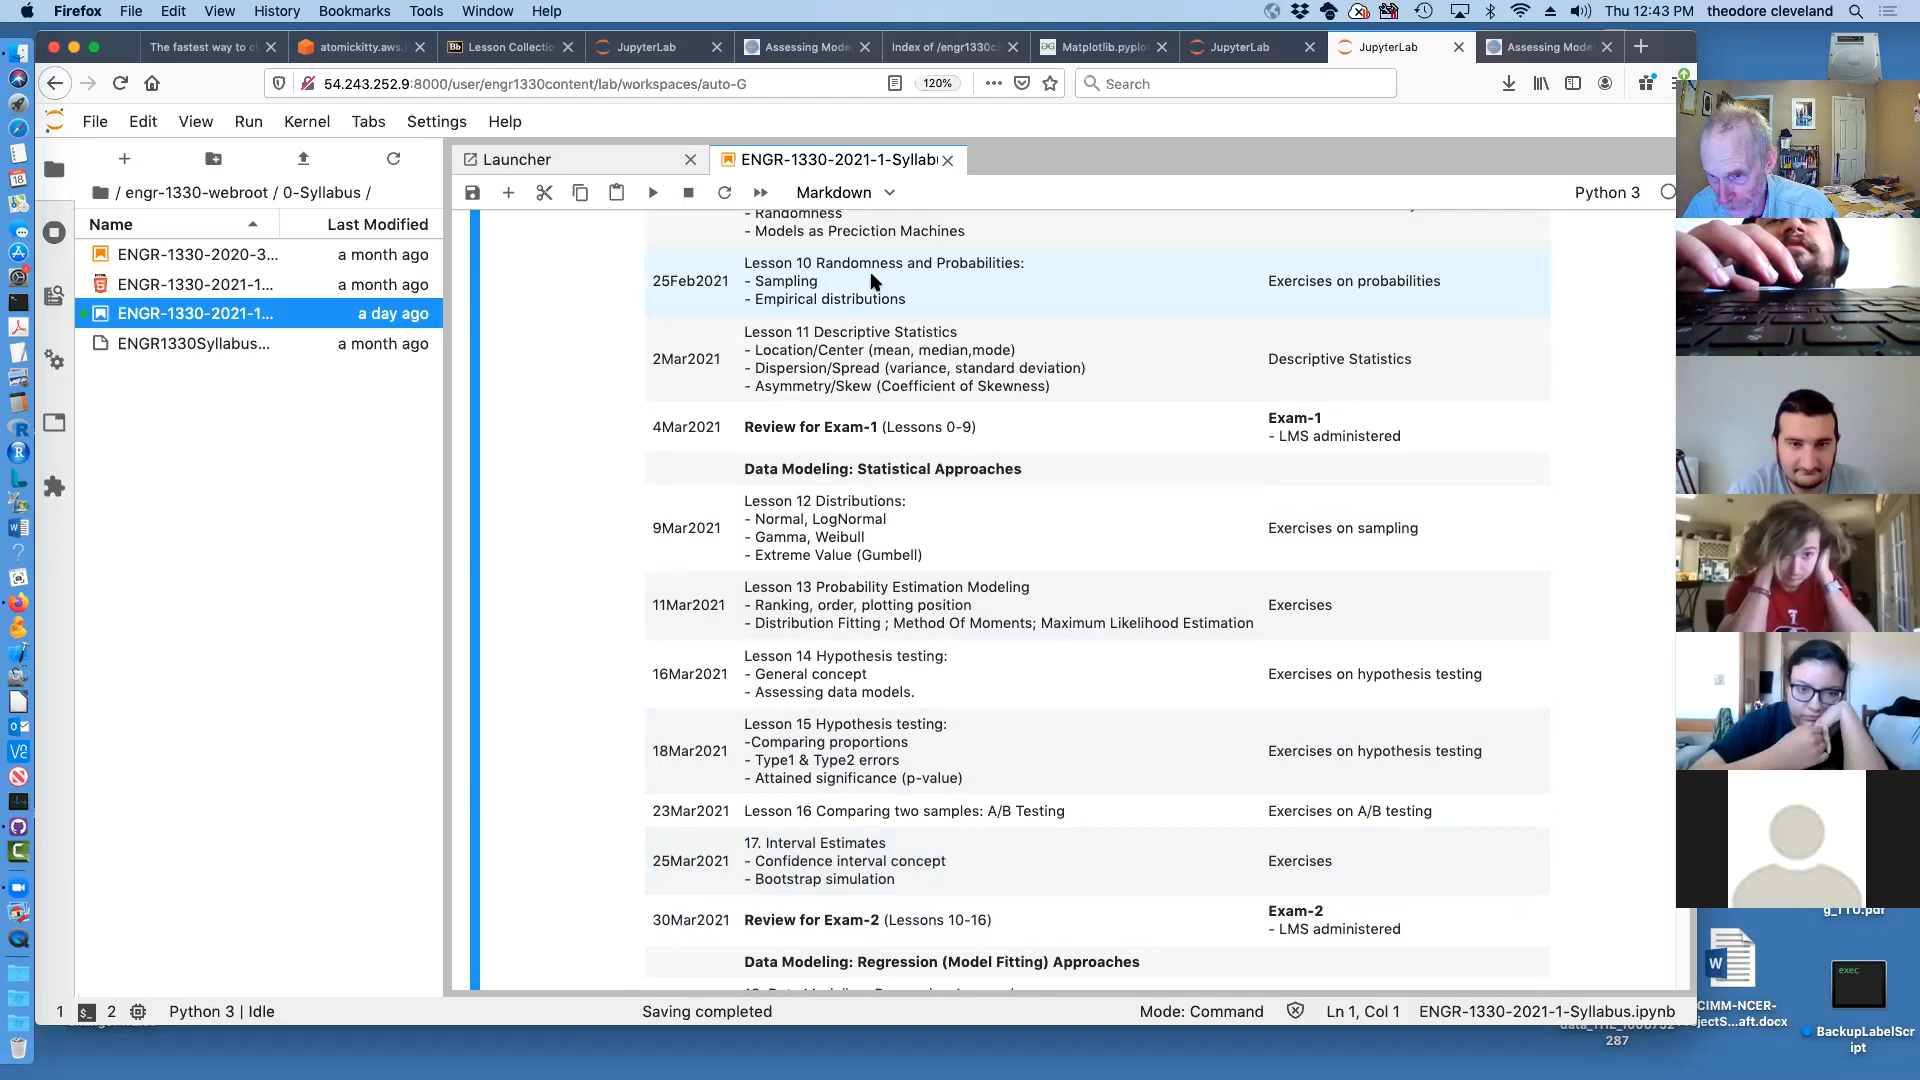 Firefox File Edit View History Bookmarks Tools Window Help
Thu 12:43 PM theodore cleveland
The fastest way to cl
atomickitty.aws.
Bb Lesson Collectio
JupyterLab
Assessing Mode
Index of /engr1330c
Matplotlib.pyplo
JupyterLab
JupyterLab
Assessing Mode
54.243.252.9:8000/user/engr1330content/lab/workspaces/auto-G
120%
Search
File Edit View Run Kernel Tabs Settings Help
Launcher
ENGR-1330-2021-1-Syllab
/ engr-1330-webroot / 0-Syllabus /
Markdown
Python 3
Name Last Modified
ENGR-1330-2020-3... a month ago
ENGR-1330-2021-1... a month ago
ENGR-1330-2021-1... a day ago
ENGR1330Syllabus... a month ago
- Randomness
- Models as Preciction Machines
Lesson 10 Randomness and Probabilities:
25Feb2021 - Sampling Exercises on probabilities
- Empirical distributions
Lesson 11 Descriptive Statistics
- Location/Center (mean, median,mode)
2Mar2021 Descriptive Statistics
- Dispersion/Spread (variance, standard deviation)
- Asymmetry/Skew (Coefficient of Skewness)
4Mar2021 Review for Exam-1 (Lessons 0-9) Exam-1
- LMS administered
Data Modeling: Statistical Approaches
Lesson 12 Distributions:
- Normal, LogNormal
9Mar2021 Exercises on sampling
- Gamma, Weibull
- Extreme Value (Gumbell)
Lesson 13 Probability Estimation Modeling
11Mar2021 - Ranking, order, plotting position Exercises
- Distribution Fitting ; Method Of Moments; Maximum Likelihood Estimation
Lesson 14 Hypothesis testing:
16Mar2021 - General concept Exercises on hypothesis testing
- Assessing data models.
Lesson 15 Hypothesis testing:
-Comparing proportions
18Mar2021 Exercises on hypothesis testing
- Type1 & Type2 errors
- Attained significance (p-value)
23Mar2021 Lesson 16 Comparing two samples: A/B Testing Exercises on A/B testing
17. Interval Estimates
25Mar2021 - Confidence interval concept Exercises
- Bootstrap simulation
30Mar2021 Review for Exam-2 (Lessons 10-16) Exam-2
- LMS administered
Data Modeling: Regression (Model Fitting) Approaches
1 2 Python 3 | Idle Saving completed Mode: Command Ln 1, Col 1 ENGR-1330-2021-1-Syllabus.ipynb
g_TTU.pdf
CIMM-NCER-
jectS...aft.docx
287
exec
BackupLabelScr
ipt